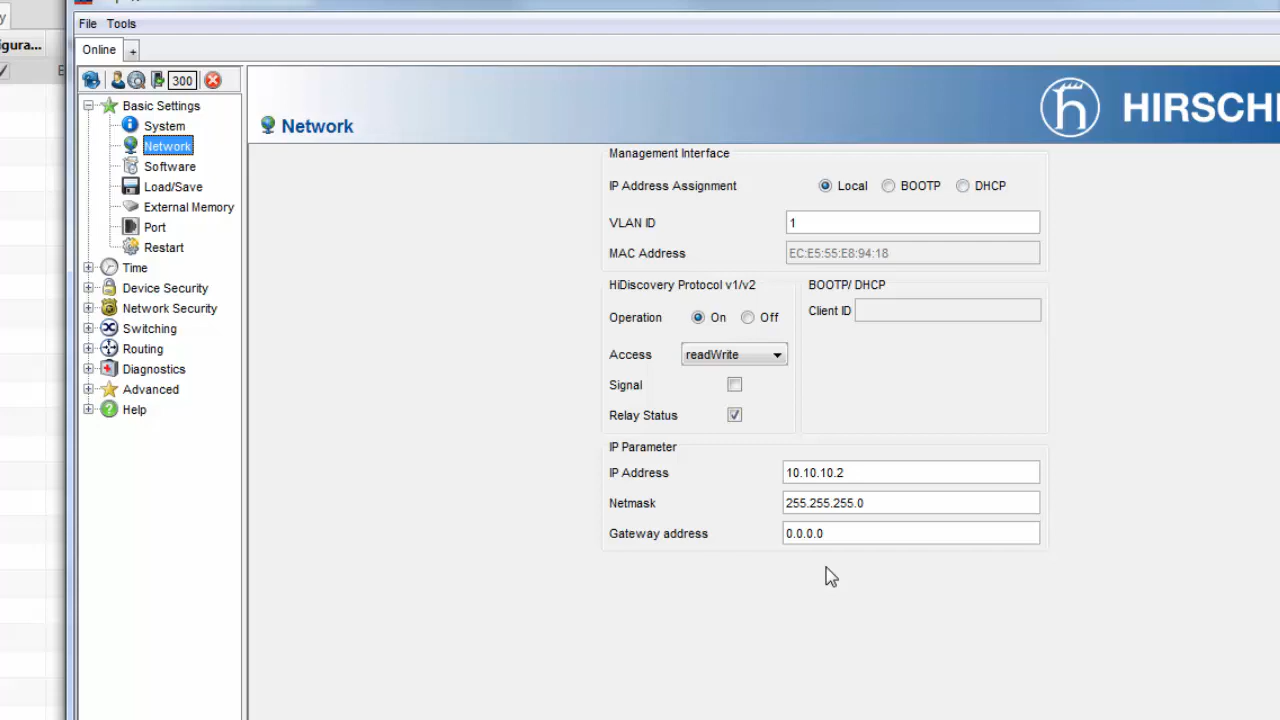 File Tools
Online +
300
Basic Settings
System
Network
Software
Load/Save
External Memory
Port
Restart
Time
Device Security
Network Security
Switching
Routing
Diagnostics
Advanced
Help
Network
HIRSCH
Management Interface
IP Address Assignment Local BOOTP DHCP
VLAN ID 1
MAC Address EC:E5:55:E8:94:18
HiDiscovery Protocol v1/v2
Operation On Off
Access readWrite
Signal
Relay Status
BOOTP/ DHCP
Client ID
IP Parameter
IP Address 10.10.10.2
Netmask 255.255.255.0
Gateway address 0.0.0.0
igura...